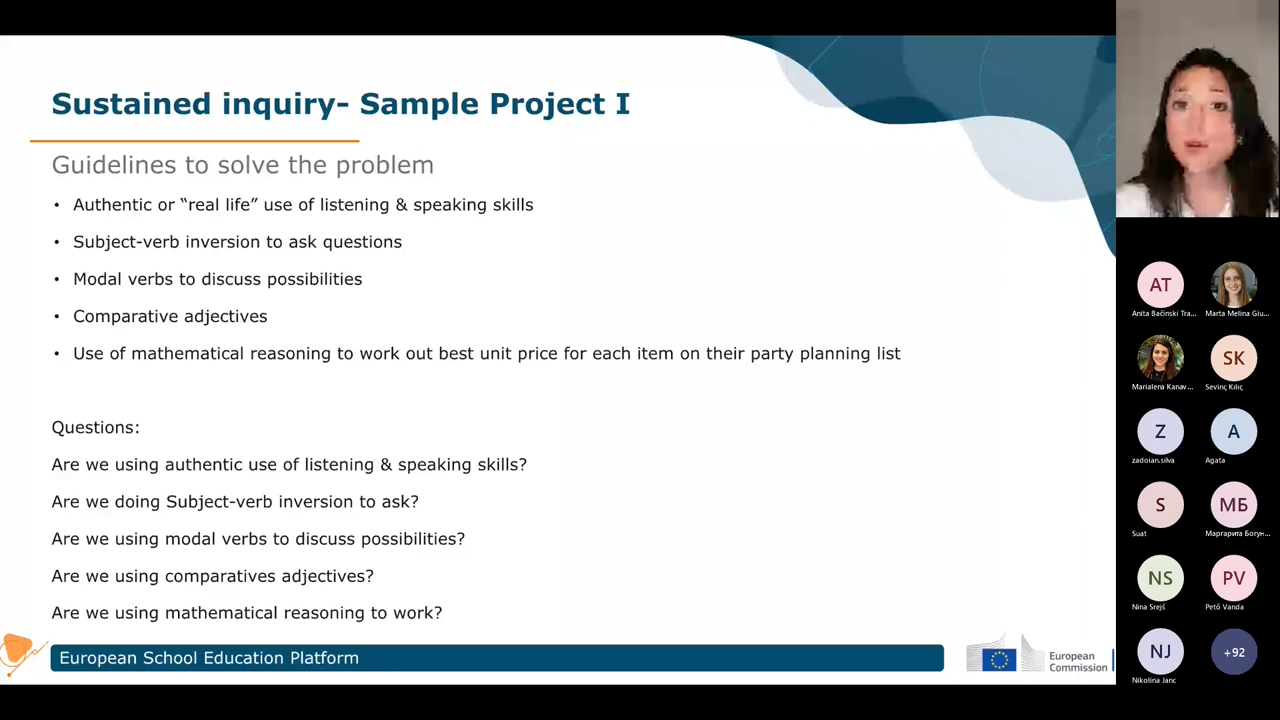 Sustained inquiry- Sample Project I
Guidelines to solve the problem
• Authentic or “real life” use of listening & speaking skills
• Subject-verb inversion to ask questions
• Modal verbs to discuss possibilities
• Comparative adjectives
• Use of mathematical reasoning to work out best unit price for each item on their party planning list
Questions:
Are we using authentic use of listening & speaking skills?
Are we doing Subject-verb inversion to ask?
Are we using modal verbs to discuss possibilities?
Are we using comparatives adjectives?
Are we using mathematical reasoning to work?
European School Education Platform
European
Commission
AT
Anita Bačinski Tra...
Marta Melina Giu...
Marialena Kanav...
SK
Sevinç Kılıç
Z
zadoian.silva
A
Agata
S
Suat
МБ
Маргарита Богун...
NS
Nina Srejš
PV
Pető Vanda
NJ
Nikolina Janc
+92